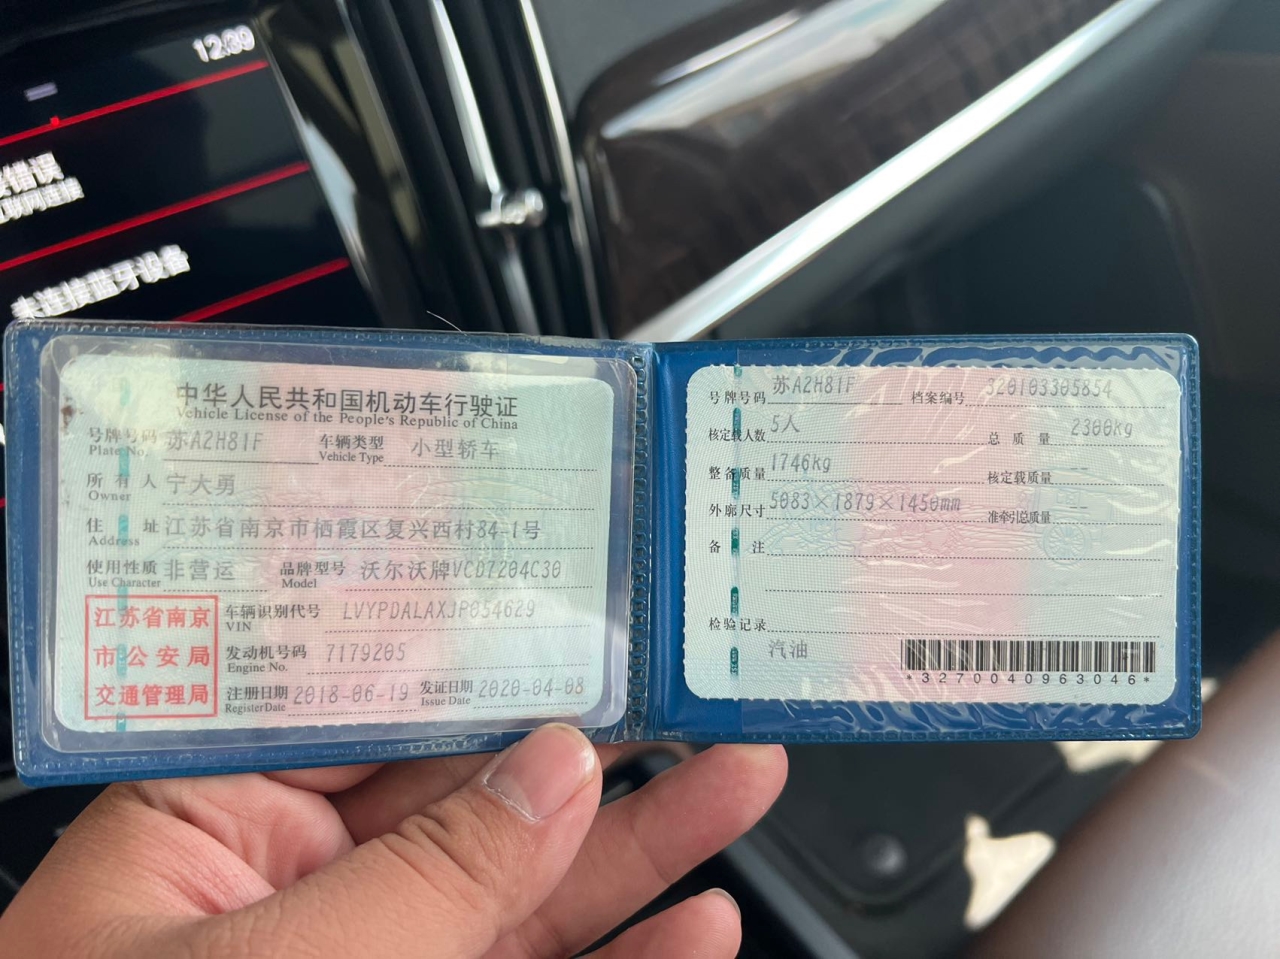 12:39
未连接蓝牙设备
中华人民共和国机动车行驶证
Vehicle License of the People's Republic of China
号牌号码 苏A2H81F 车辆类型 小型轿车
Plate No. Vehicle Type
所有人 宁大勇
Owner
住址 江苏省南京市栖霞区复兴西村84-1号
Address
使用性质 非营运 品牌型号 沃尔沃牌VCD7204C30
Use Character Model
江苏省南京
市公安局
交通管理局
车辆识别代号 LVYPDALAXJP054629
VIN
发动机号码 7179205
Engine No.
注册日期 2018-06-19 发证日期 2020-04-08
Register Date Issue Date
号牌号码 苏A2H81F 档案编号 320103305854
核定载人数 5人 总质量 2300kg
整备质量 1746kg 核定载质量 --
外廓尺寸 5083×1879×1450mm 准牵引总质量 --
备注
检验记录
汽油
*3270040963046*